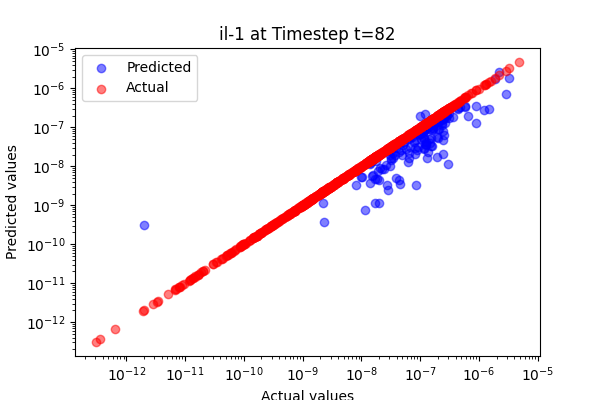 il-1 at Timestep t=82
Predicted
Actual
Predicted values
10⁻⁵
10⁻⁶
10⁻⁷
10⁻⁸
10⁻⁹
10⁻¹⁰
10⁻¹¹
10⁻¹²
10⁻¹² 10⁻¹¹ 10⁻¹⁰ 10⁻⁹ 10⁻⁸ 10⁻⁷ 10⁻⁶ 10⁻⁵
Actual values